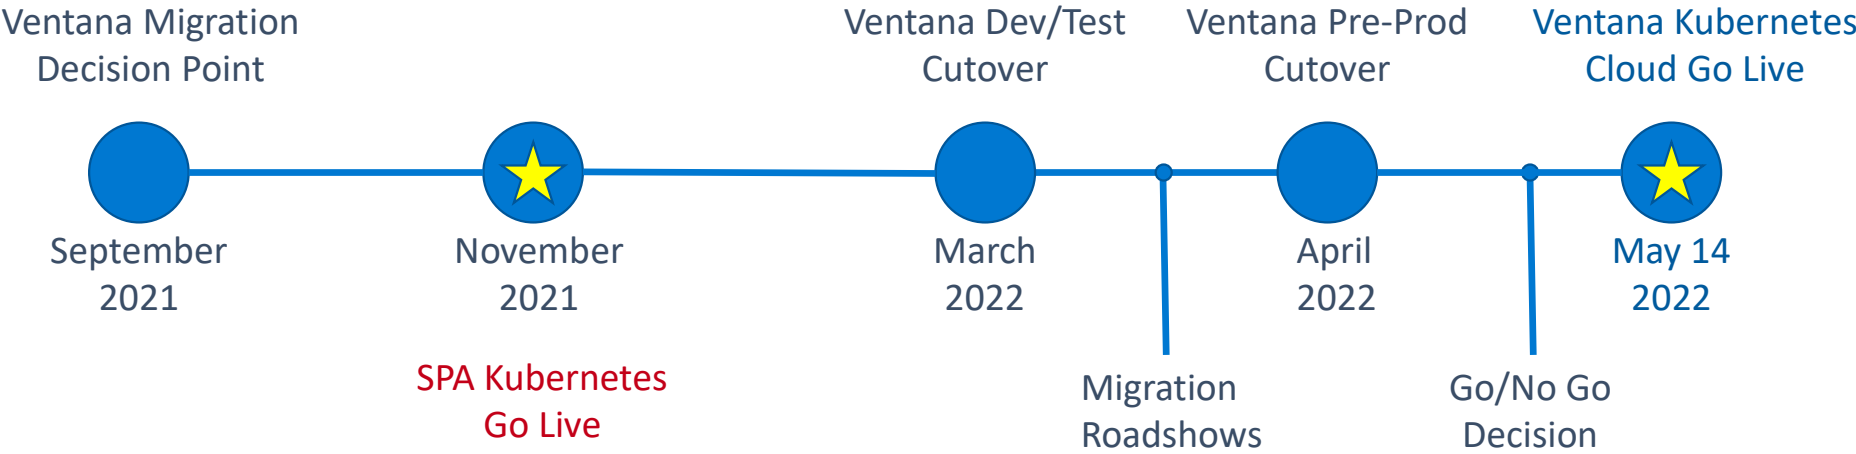 Ventana Migration
Decision Point
Ventana Dev/Test
Cutover
Ventana Pre-Prod
Cutover
Ventana Kubernetes
Cloud Go Live
September
2021
November
2021
March
2022
April
2022
May 14
2022
SPA Kubernetes
Go Live
Migration
Roadshows
Go/No Go
Decision